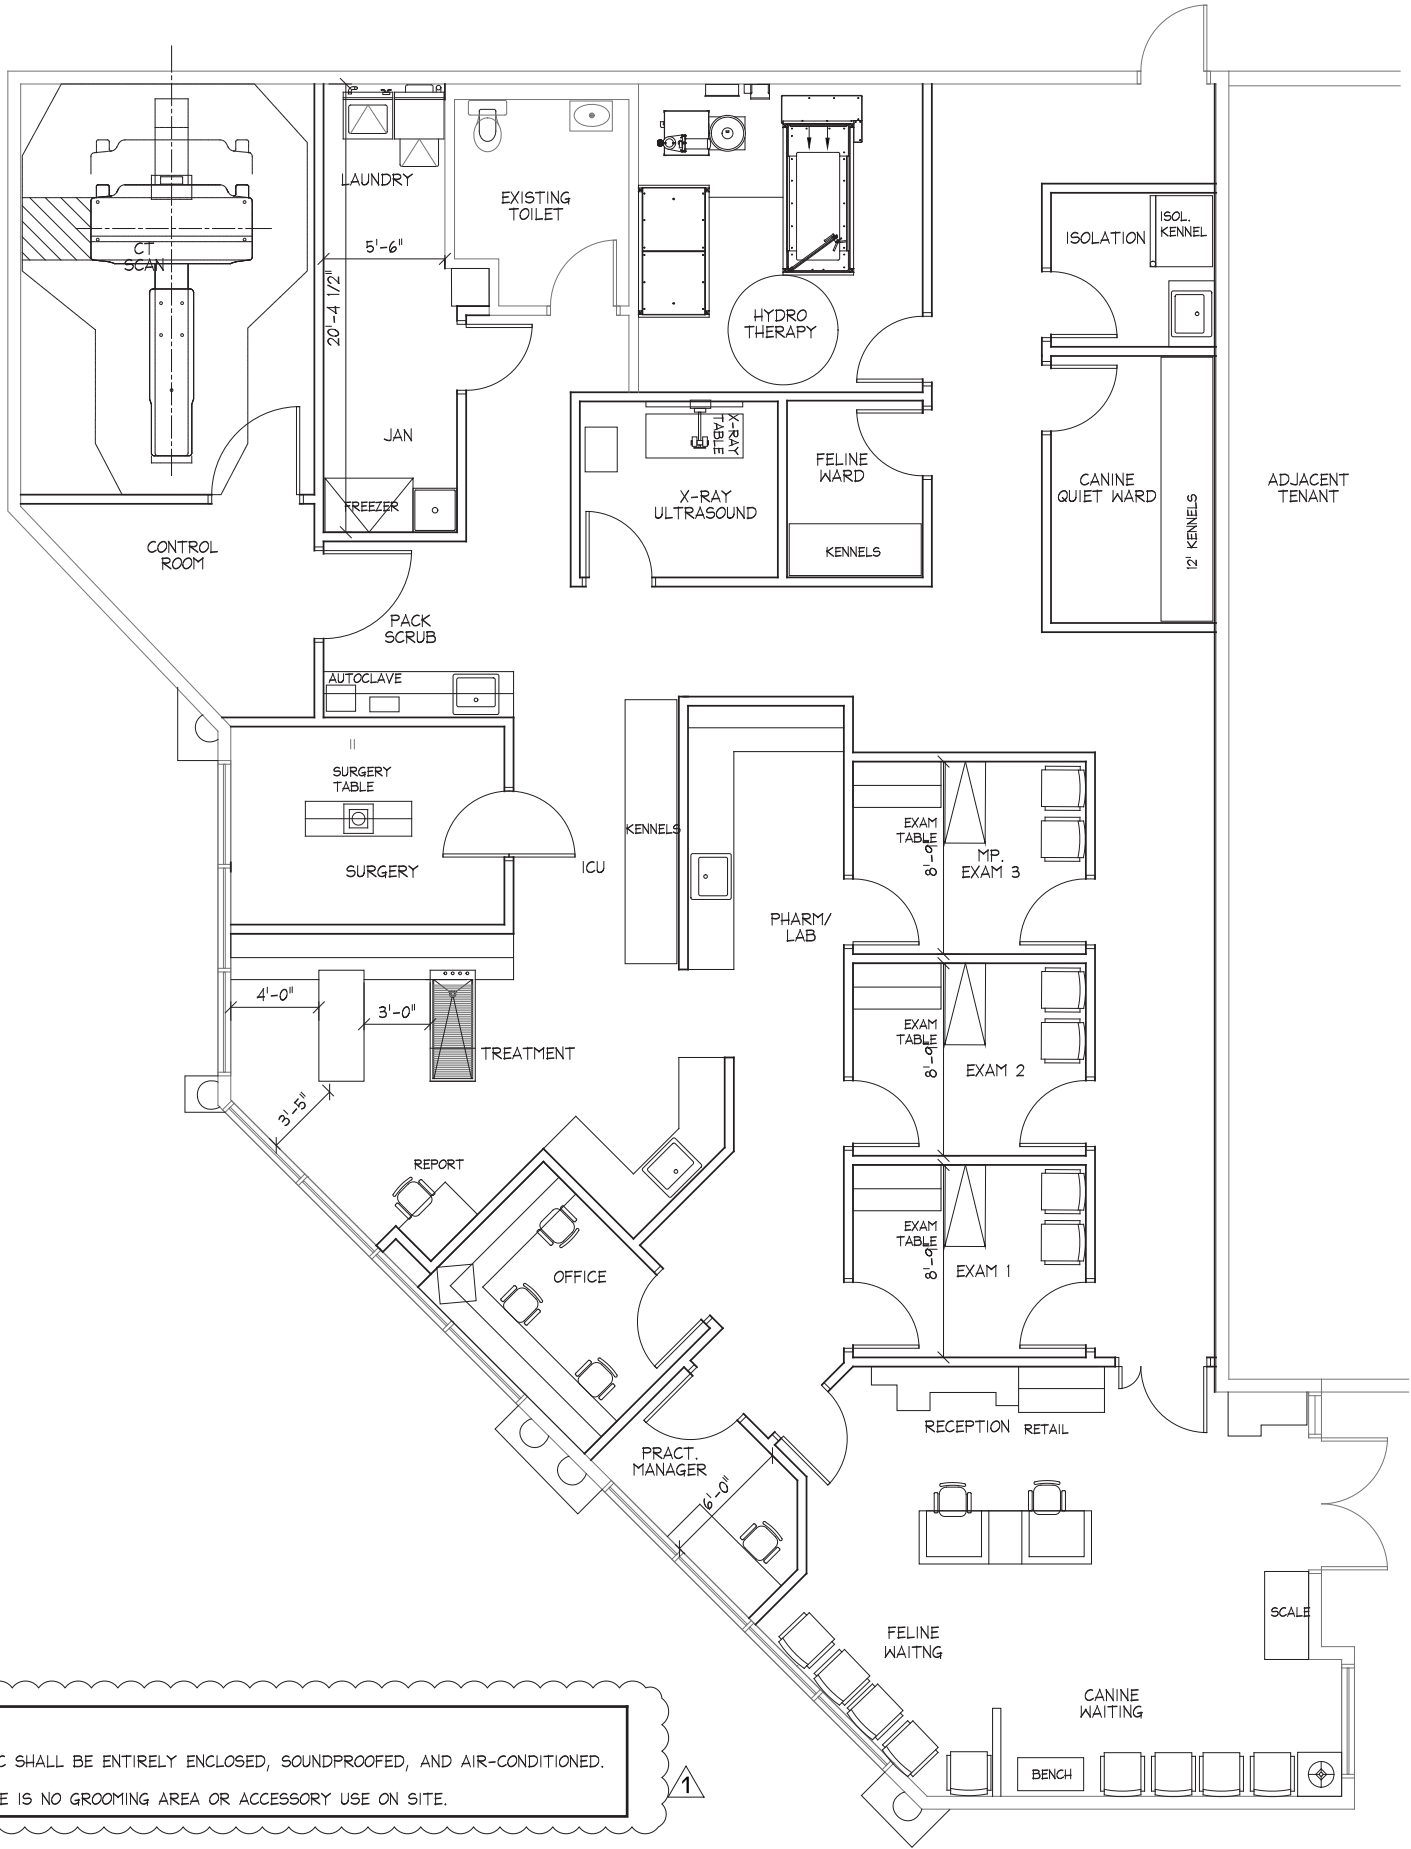 LAUNDRY
EXISTING
TOILET
ISOL.
KENNEL
ISOLATION
CT
SCAN
5'-6"
20'-4 1/2"
HYDRO
THERAPY
JAN
X-RAY
TABLE
FELINE
WARD
CANINE
QUIET WARD
ADJACENT
TENANT
FREEZER
X-RAY
ULTRASOUND
12' KENNELS
KENNELS
CONTROL
ROOM
PACK
SCRUB
AUTOCLAVE
SURGERY
TABLE
SURGERY
ICU
KENNELS
EXAM
TABLE
8'-9"
MP.
EXAM 3
PHARM/
LAB
4'-0"
3'-0"
TREATMENT
EXAM
TABLE
8'-9"
EXAM 2
3'-5"
REPORT
EXAM
TABLE
8'-9"
EXAM 1
OFFICE
RECEPTION
RETAIL
PRACT.
MANAGER
6'-0"
SCALE
FELINE
WAITNG
CANINE
WAITING
BENCH
C SHALL BE ENTIRELY ENCLOSED, SOUNDPROOFED, AND AIR-CONDITIONED.
E IS NO GROOMING AREA OR ACCESSORY USE ON SITE.
1